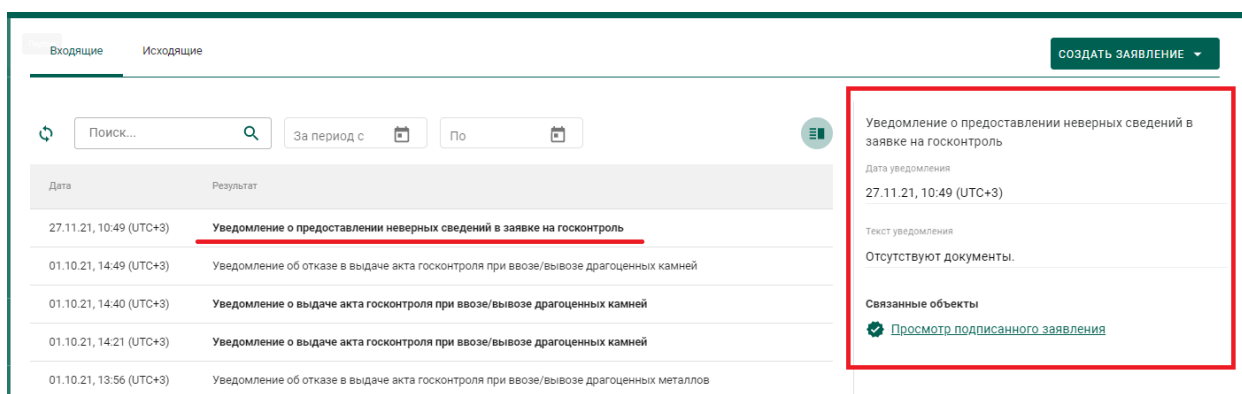 Входящие Исходящие
СОЗДАТЬ ЗАЯВЛЕНИЕ
Поиск... За период с По
Дата Результат
27.11.21, 10:49 (UTC+3) Уведомление о предоставлении неверных сведений в заявке на госконтроль
01.10.21, 14:49 (UTC+3) Уведомление об отказе в выдаче акта госконтроля при ввозе/вывозе драгоценных камней
01.10.21, 14:40 (UTC+3) Уведомление о выдаче акта госконтроля при ввозе/вывозе драгоценных камней
01.10.21, 14:21 (UTC+3) Уведомление о выдаче акта госконтроля при ввозе/вывозе драгоценных камней
01.10.21, 13:56 (UTC+3) Уведомление об отказе в выдаче акта госконтроля при ввозе/вывозе драгоценных металлов
Уведомление о предоставлении неверных сведений в
заявке на госконтроль
Дата уведомления
27.11.21, 10:49 (UTC+3)
Текст уведомления
Отсутствуют документы.
Связанные объекты
Просмотр подписанного заявления